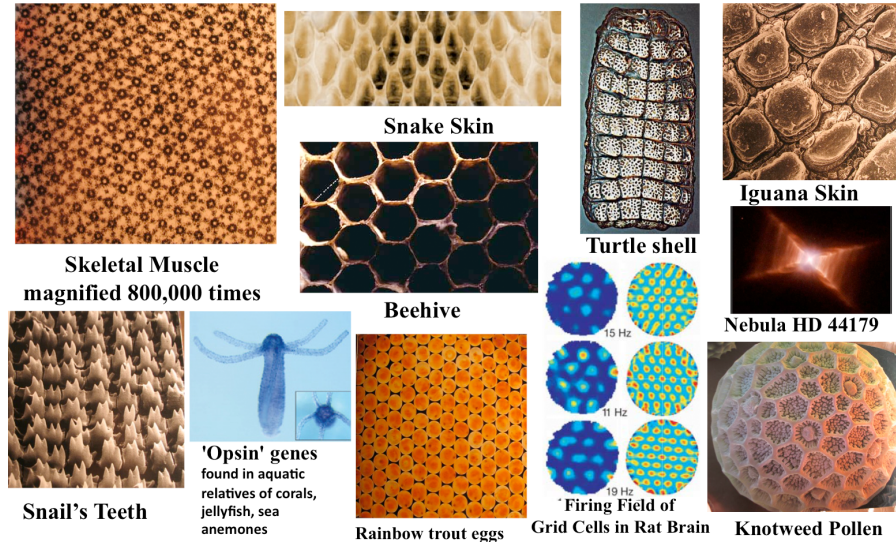 Skeletal Muscle
magnified 800,000 times
Snake Skin
Beehive
Turtle shell
Iguana Skin
Nebula HD 44179
Snail's Teeth
'Opsin' genes
found in aquatic
relatives of corals,
jellyfish, sea
anemones
Rainbow trout eggs
15 Hz
11 Hz
19 Hz
Firing Field of
Grid Cells in Rat Brain
Knotweed Pollen